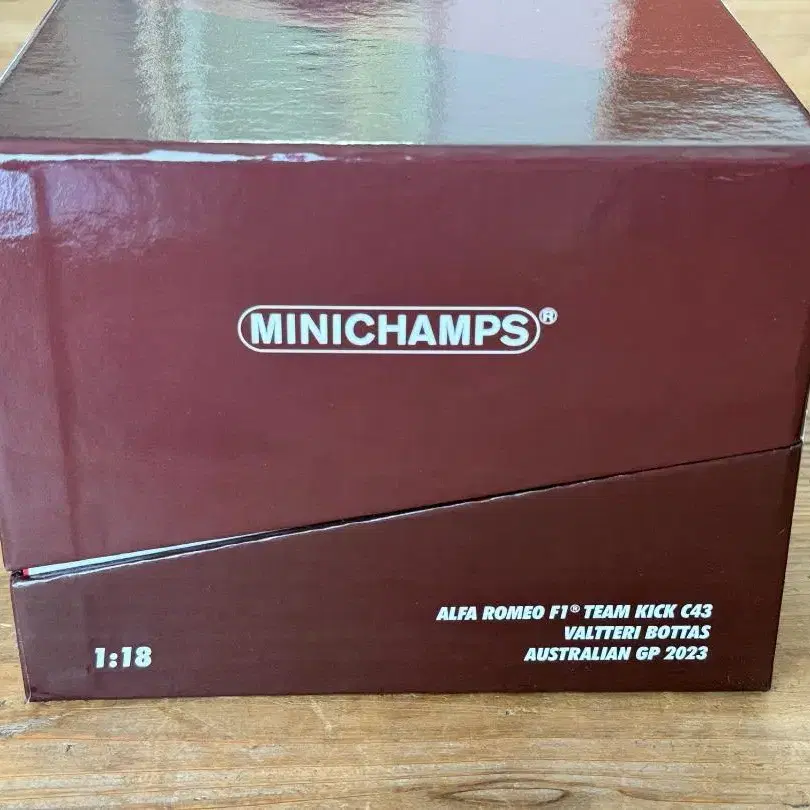 MINICHAMPS®
ALFA ROMEO F1® TEAM KICK C43
VALTTERI BOTTAS
AUSTRALIAN GP 2023
1:18